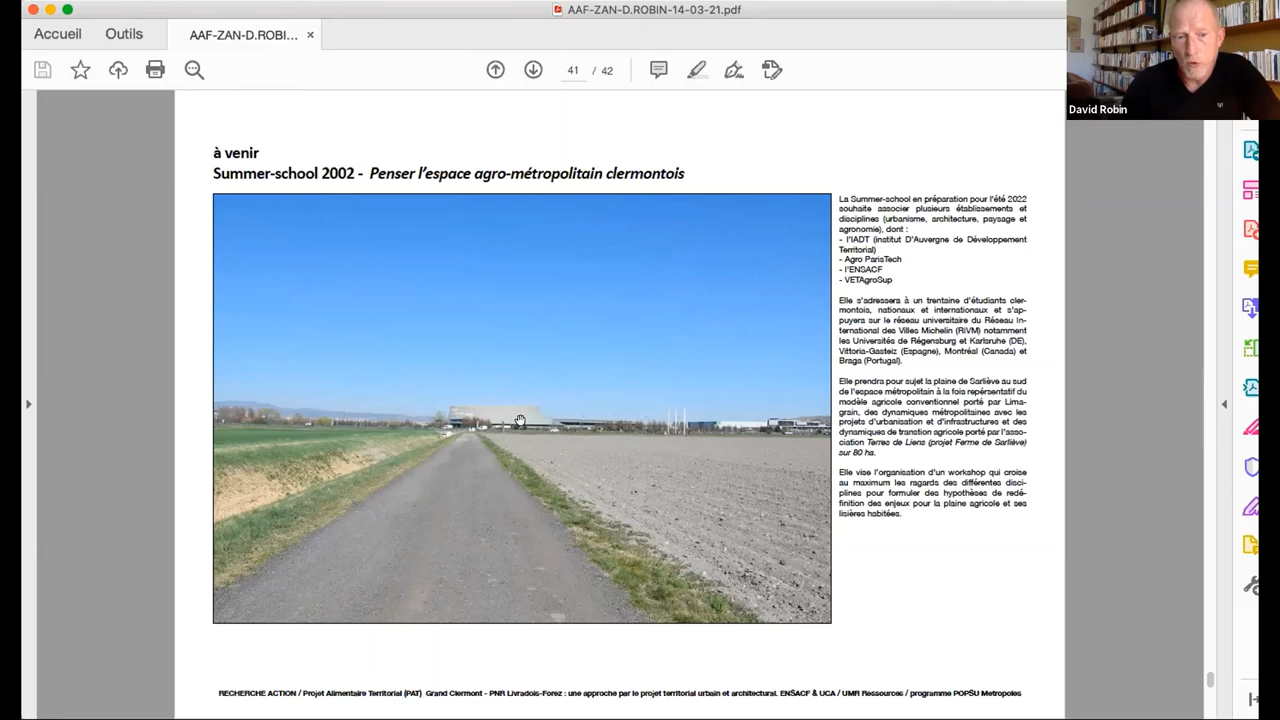 AAF-ZAN-D.ROBIN-14-03-21.pdf
Accueil
Outils
AAF-ZAN-D.ROBI...
41 / 42
David Robin
à venir
Summer-school 2002 - Penser l'espace agro-métropolitain clermontois
La Summer-school en préparation pour l'été 2022
souhaite associer plusieurs établissements et
disciplines (urbanisme, architecture, paysage et
agronomie), dont :
- l'IADT (institut D'Auvergne de Développement
Territorial)
- Agro ParisTech
- l'ENSACF
- VETAgroSup
Elle s'adressera à un trentaine d'étudiants cler-
montois, nationaux et internationaux et s'ap-
puyera sur le réseau universitaire du Réseau In-
ternational des Villes Michelin (RiVM) notamment
les Universités de Régensburg et Karlsruhe (DE),
Vittoria-Gasteiz (Espagne), Montréal (Canada) et
Braga (Portugal).
Elle prendra pour sujet la plaine de Sarliève au sud
de l'espace métropolitain à la fois représentatif du
modèle agricole conventionnel porté par Lima-
grain, des dynamiques métropolitaines avec les
projets d'urbanisation et d'infrastructures et des
dynamiques de transtion agricole porté par l'asso-
ciation Terres de Liens (projet Ferme de Sarliève)
sur 80 ha.
Elle vise l'organisation d'un workshop qui croise
au maximum les ragards des différentes disci-
plines pour formuler des hypothèses de redé-
finition des enjeux pour la plaine agricole et ses
lisières habitées.
RECHERCHE ACTION / Projet Alimentaire Territorial (PAT) Grand Clermont - PNR Livradois-Forez : une approche par le projet territorial urbain et architectural. ENSACF & UCA / UMR Ressources / programme POPSU Metropoles